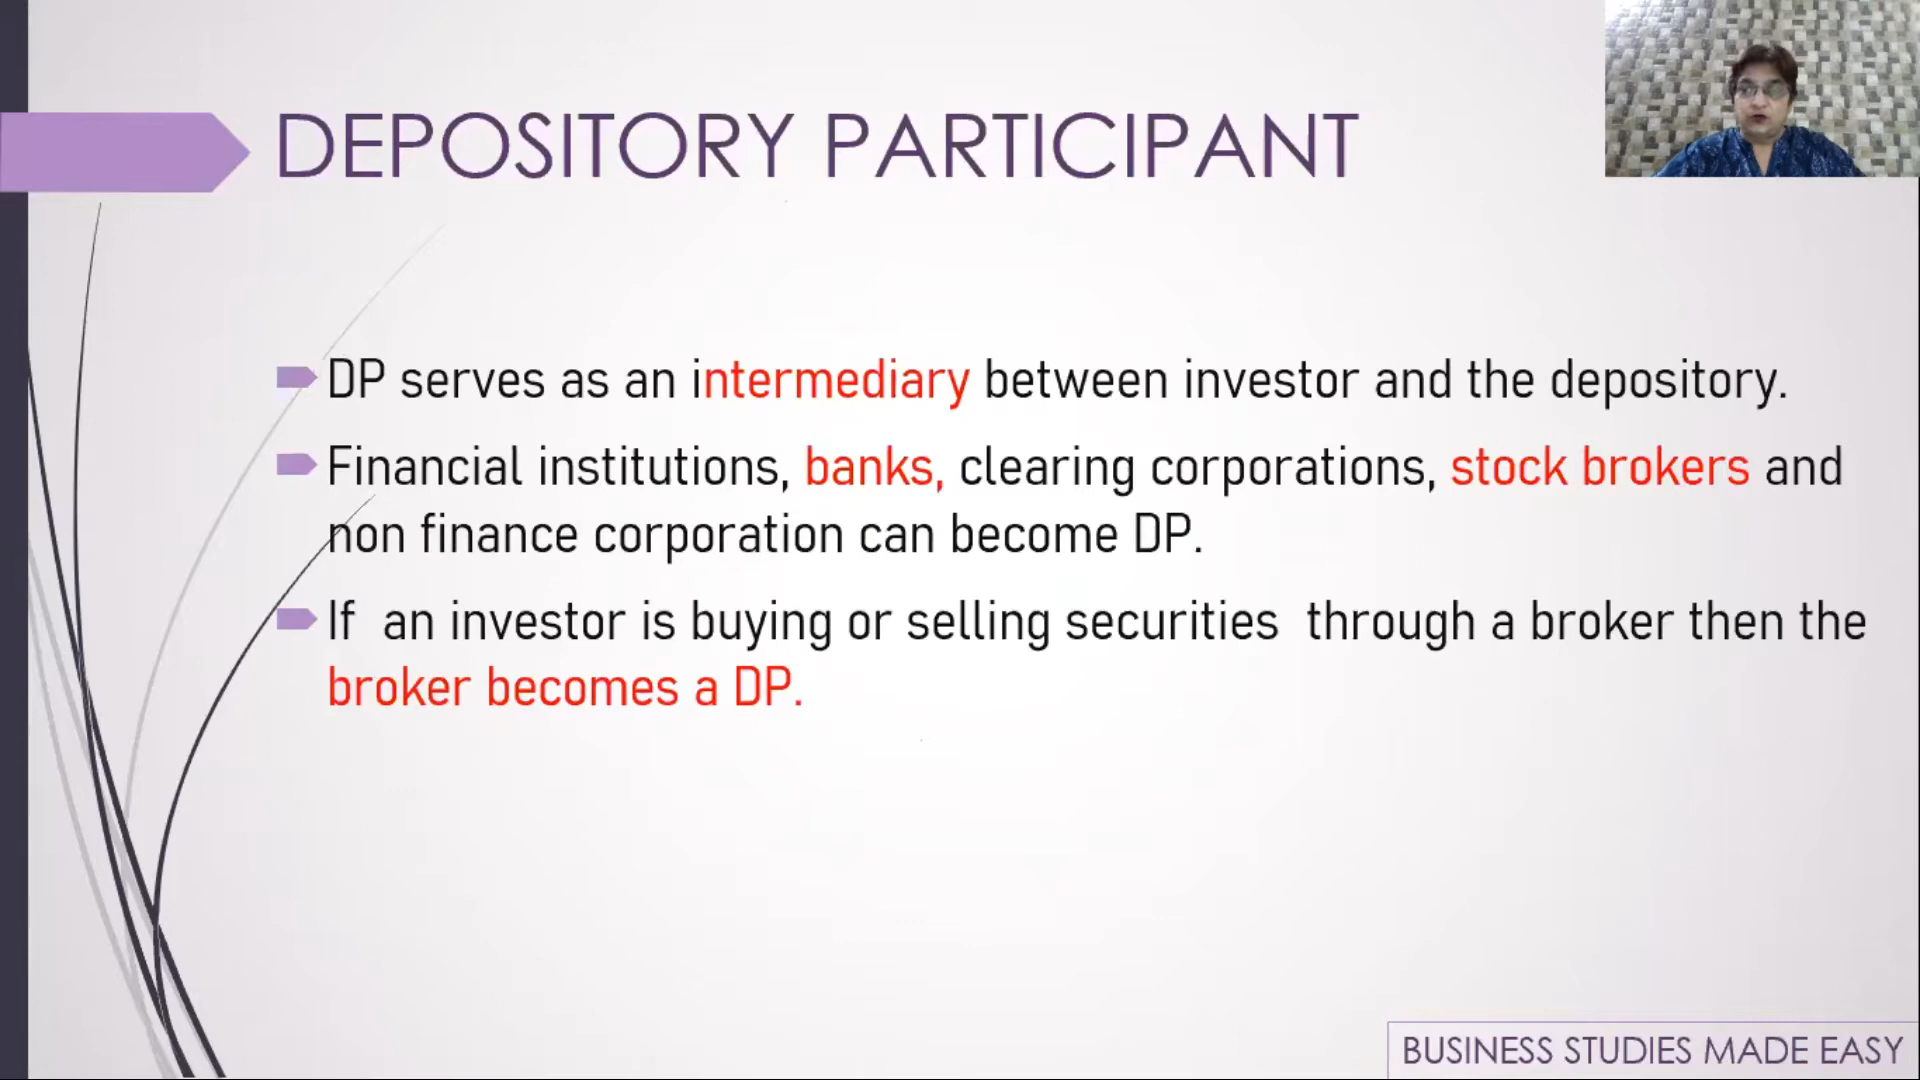 DEPOSITORY PARTICIPANT
DP serves as an intermediary between investor and the depository.
Financial institutions, banks, clearing corporations, stock brokers and
non finance corporation can become DP.
If an investor is buying or selling securities through a broker then the
broker becomes a DP.
BUSINESS STUDIES MADE EASY